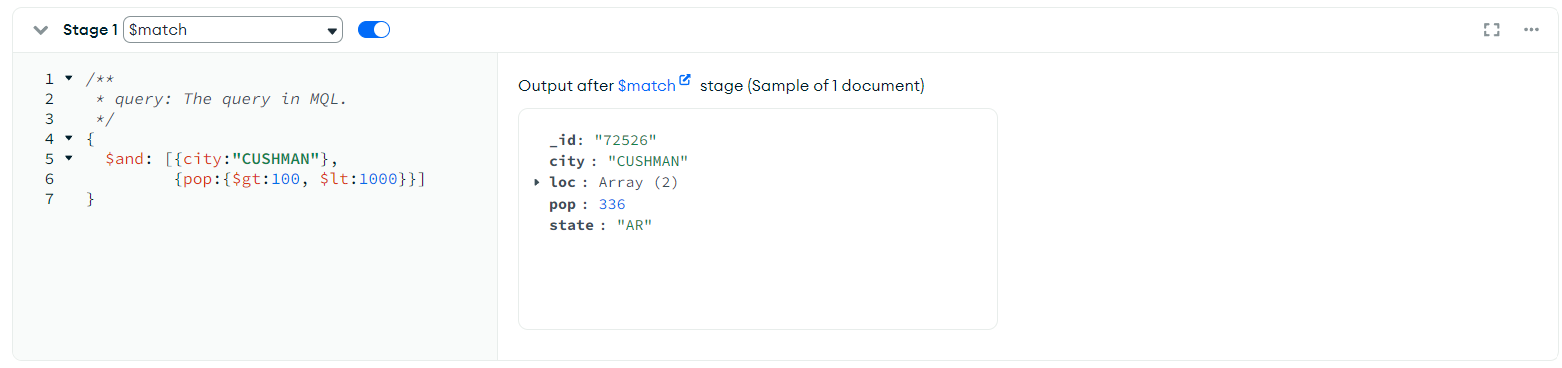 Stage 1 $match
1 /**
2 * query: The query in MQL.
3 */
4 {
5 $and: [{city:"CUSHMAN"},
6 {pop:{$gt:100, $lt:1000}}]
7 }
Output after $match stage (Sample of 1 document)
_id: "72526"
city : "CUSHMAN"
loc : Array (2)
pop : 336
state : "AR"